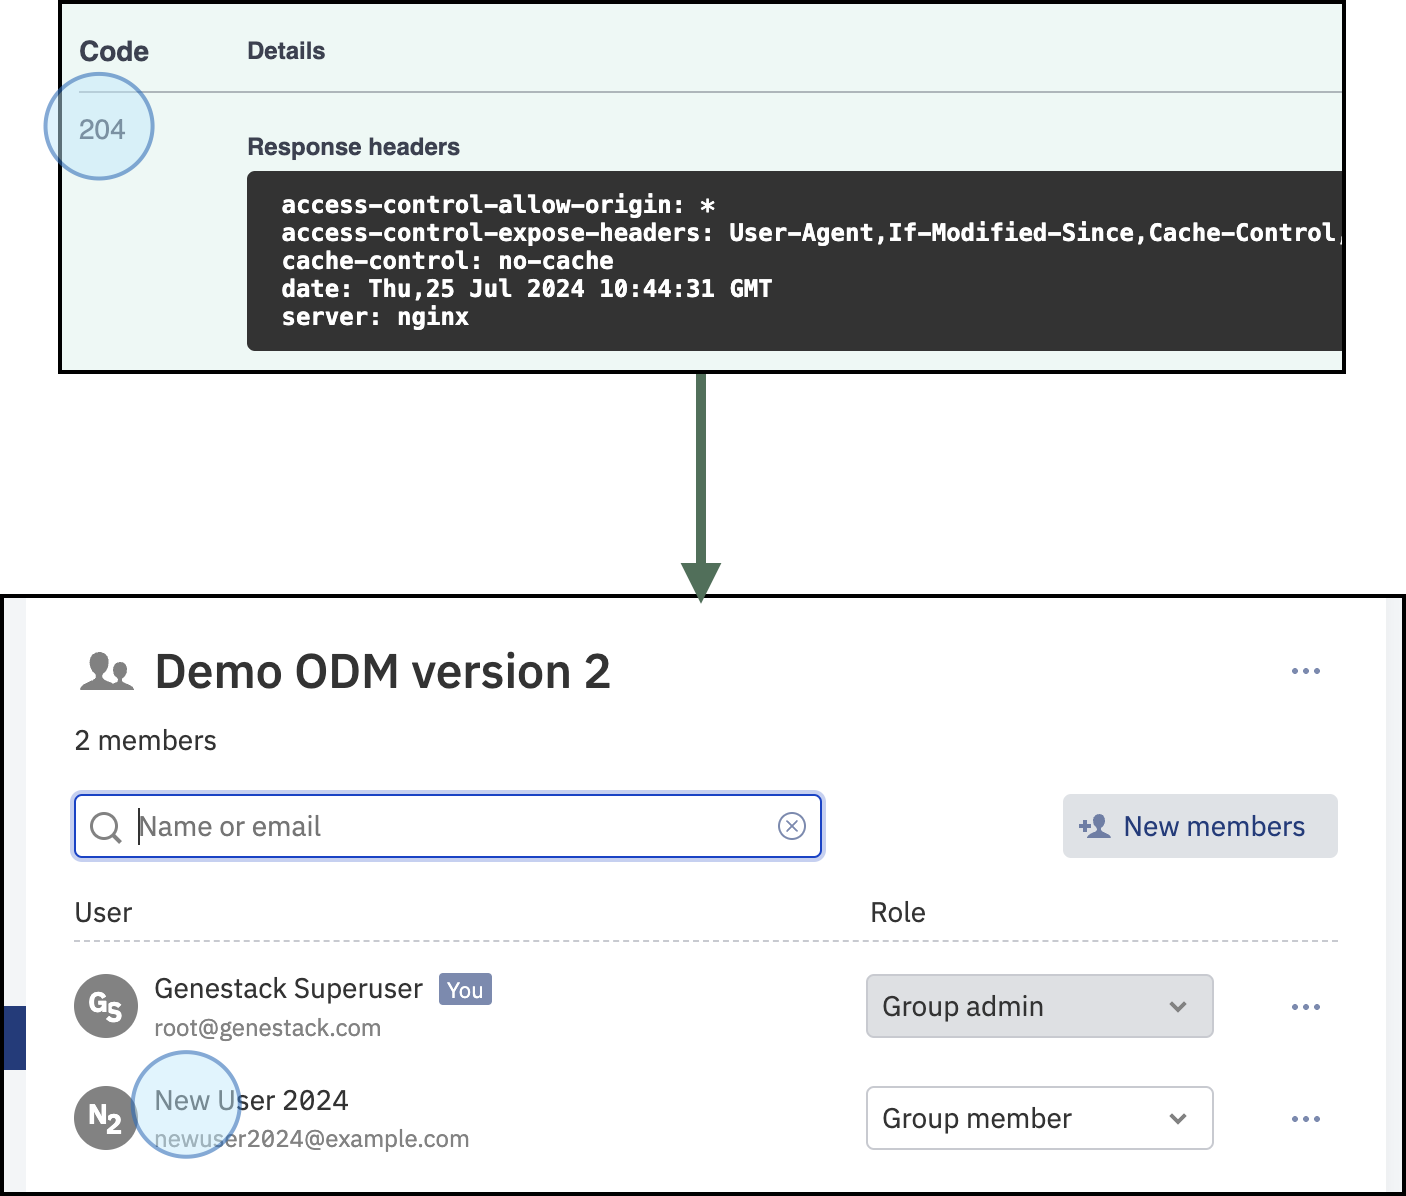 Code Details
204
Response headers
access-control-allow-origin: *
access-control-expose-headers: User-Agent,If-Modified-Since,Cache-Control,
cache-control: no-cache
date: Thu,25 Jul 2024 10:44:31 GMT
server: nginx
Demo ODM version 2
2 members
Name or email
New members
User Role
GS Genestack Superuser You
root@genestack.com
Group admin
N2 New User 2024
newuser2024@example.com
Group member